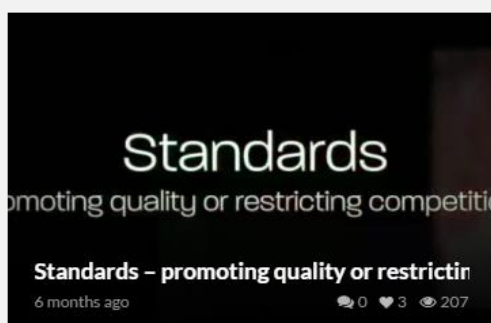 Standards
omoting quality or restricting competiti
Standards – promoting quality or restrictin
6 months ago 0 3 207